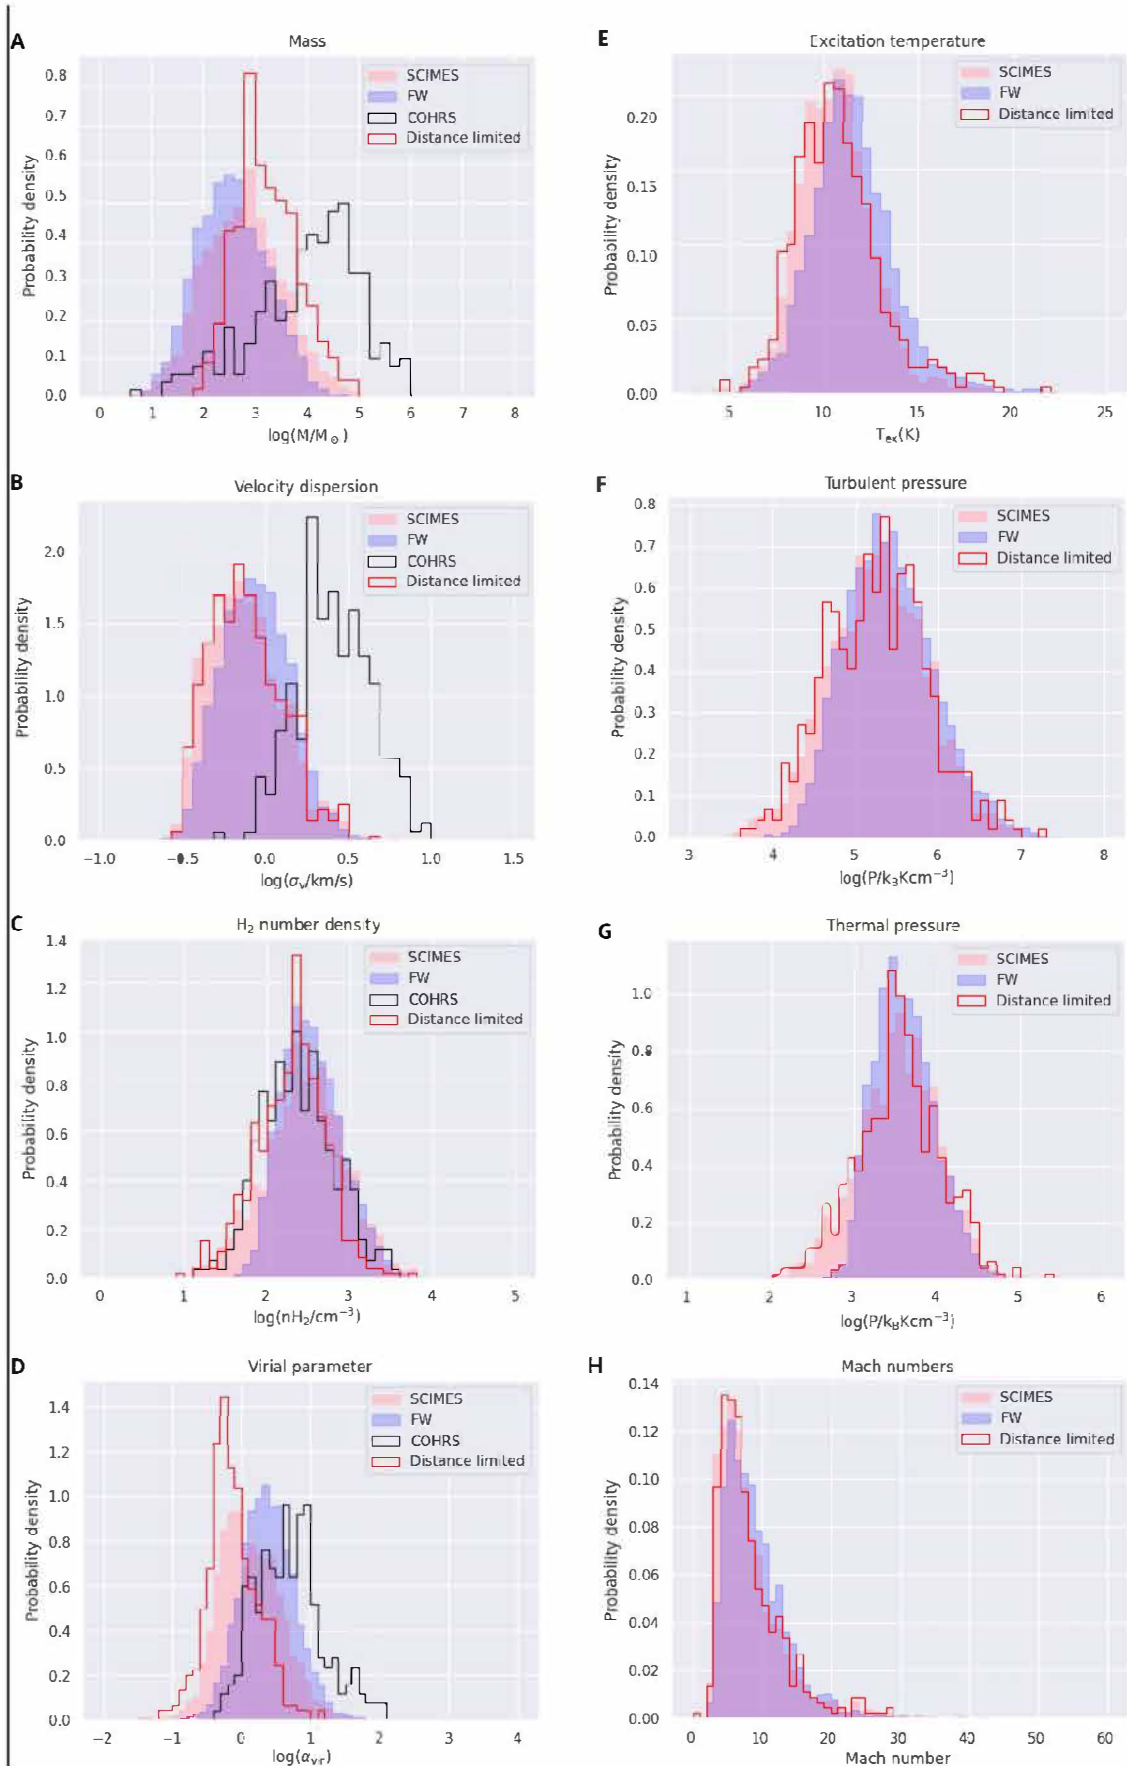 A
Mass
SCIMES
FW
COHRS
Distance limited
Probability density
0.8
0.7
0.6
0.5
0.4
0.3
0.2
0.1
0.0
0 1 2 3 4 5 6 7 8
log(M/M⊙)
B
Velocity dispersion
SCIMES
FW
COHRS
Distance limited
Probability density
2.0
1.5
1.0
0.5
0.0
−1.0 −0.5 0.0 0.5 1.0 1.5
log(σᵥ/km/s)
C
H₂ number density
SCIMES
FW
COHRS
Distance limited
Probability density
1.4
1.2
1.0
0.8
0.6
0.4
0.2
0.0
0 1 2 3 4 5
log(nH₂/cm⁻³)
D
Virial parameter
SCIMES
FW
COHRS
Distance limited
Probability density
1.4
1.2
1.0
0.8
0.6
0.4
0.2
0.0
−2 −1 0 1 2 3 4
log(αvir)
E
Excitation temperature
SCIMES
FW
Distance limited
Probability density
0.20
0.15
0.10
0.05
0.00
5 10 15 20 25
Tex(K)
F
Turbulent pressure
SCIMES
FW
Distance limited
Probability density
0.8
0.7
0.6
0.5
0.4
0.3
0.2
0.1
0.0
3 4 5 6 7 8
log(P/k₃Kcm⁻³)
G
Thermal pressure
SCIMES
FW
Distance limited
Probability density
1.0
0.8
0.6
0.4
0.2
0.0
1 2 3 4 5 6
log(P/kBKcm⁻³)
H
Mach numbers
SCIMES
FW
Distance limited
Probability density
0.14
0.12
0.10
0.08
0.06
0.04
0.02
0.00
0 10 20 30 40 50 60
Mach number